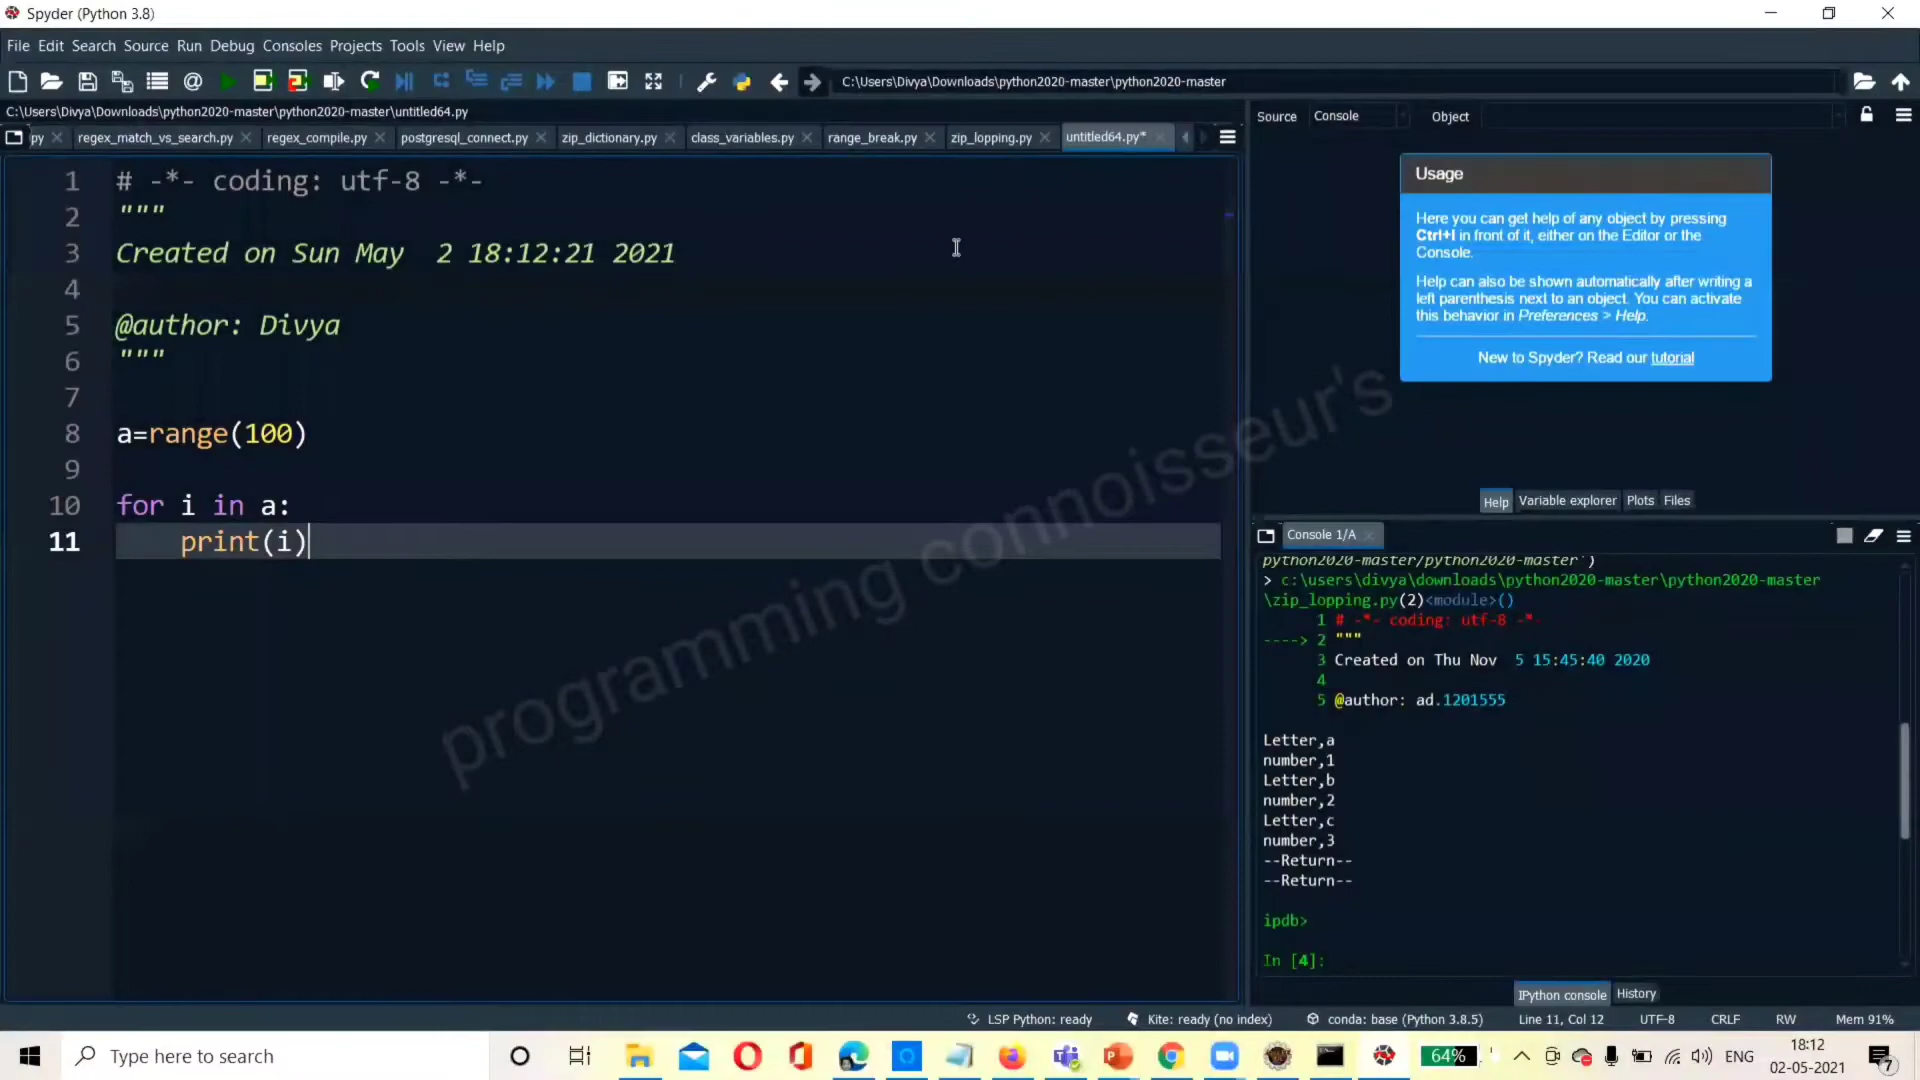 Spyder (Python 3.8)
File Edit Search Source Run Debug Consoles Projects Tools View Help
C:\Users\Divya\Downloads\python2020-master\python2020-master
C:\Users\Divya\Downloads\python2020-master\python2020-master\untitled64.py
py regex_match_vs_search.py regex_compile.py postgresql_connect.py zip_dictionary.py class_variables.py range_break.py zip_lopping.py untitled64.py*
1 # -*- coding: utf-8 -*-
2 """
3 Created on Sun May  2 18:12:21 2021
4
5 @author: Divya
6 """
7
8 a=range(100)
9
10 for i in a:
11     print(i)
programming connoisseur's
Source Console Object
Usage
Here you can get help of any object by pressing
Ctrl+I in front of it, either on the Editor or the
Console.
Help can also be shown automatically after writing a
left parenthesis next to an object. You can activate
this behavior in Preferences > Help.
New to Spyder? Read our tutorial
Help Variable explorer Plots Files
Console 1/A
python2020-master/python2020-master')
> c:\users\divya\downloads\python2020-master\python2020-master
\zip_lopping.py(2)<module>()
1 # -*- coding: utf-8 -*-
----> 2 """
3 Created on Thu Nov  5 15:45:40 2020
4
5 @author: ad.1201555
Letter,a
number,1
Letter,b
number,2
Letter,c
number,3
--Return--
--Return--
ipdb>
In [4]:
IPython console History
LSP Python: ready Kite: ready (no index) conda: base (Python 3.8.5) Line 11, Col 12 UTF-8 CRLF RW Mem 91%
Type here to search
64%
ENG
18:12
02-05-2021
7